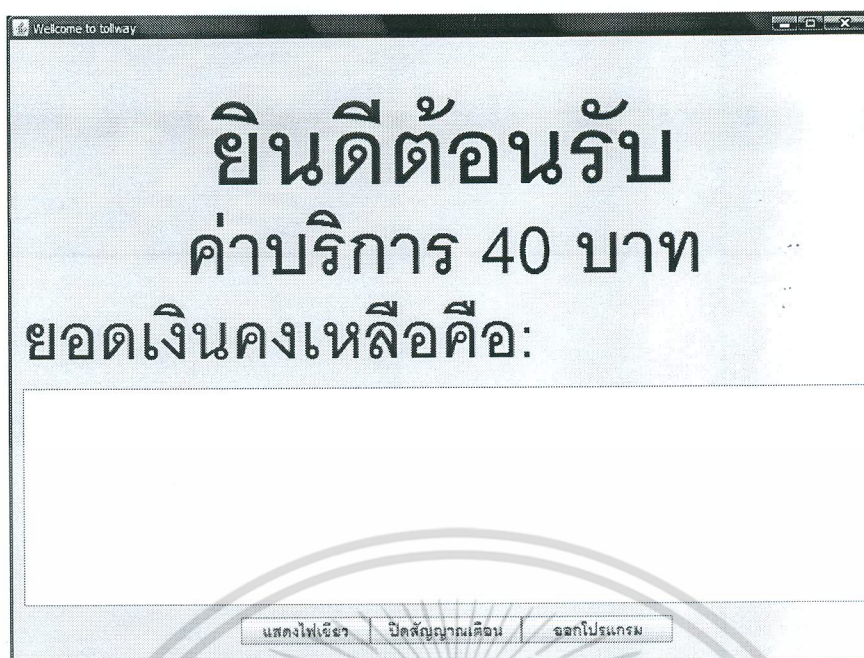 Wellcome to tollway
ยินดีต้อนรับ
ค่าบริการ 40 บาท
ยอดเงินคงเหลือคือ:
แสดงไฟเขียว ปิดสัญญาณเตือน ออกโปรแกรม